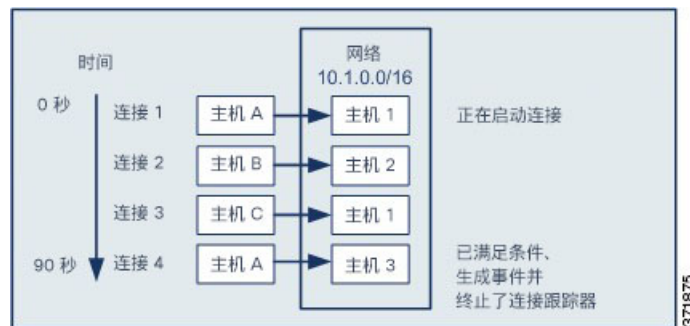 时间
网络
10.1.0.0/16
0 秒
连接 1
主机 A
主机 1
正在启动连接
连接 2
主机 B
主机 2
连接 3
主机 C
主机 1
90 秒
连接 4
主机 A
主机 3
已满足条件、
生成事件并
终止了连接跟踪器
371875